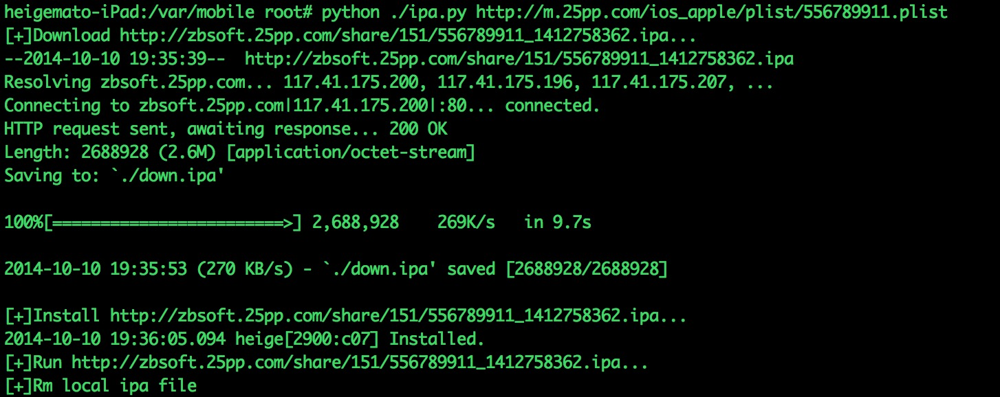 heigemato-iPad:/var/mobile root# python ./ipa.py http://m.25pp.com/ios_apple/plist/556789911.plist
[+]Download http://zbsoft.25pp.com/share/151/556789911_1412758362.ipa...
--2014-10-10 19:35:39--  http://zbsoft.25pp.com/share/151/556789911_1412758362.ipa
Resolving zbsoft.25pp.com... 117.41.175.200, 117.41.175.196, 117.41.175.207, ...
Connecting to zbsoft.25pp.com|117.41.175.200|:80... connected.
HTTP request sent, awaiting response... 200 OK
Length: 2688928 (2.6M) [application/octet-stream]
Saving to: `./down.ipa'
100%[========================>] 2,688,928    269K/s   in 9.7s
2014-10-10 19:35:53 (270 KB/s) - `./down.ipa' saved [2688928/2688928]
[+]Install http://zbsoft.25pp.com/share/151/556789911_1412758362.ipa...
2014-10-10 19:36:05.094 heige[2900:c07] Installed.
[+]Run http://zbsoft.25pp.com/share/151/556789911_1412758362.ipa...
[+]Rm local ipa file